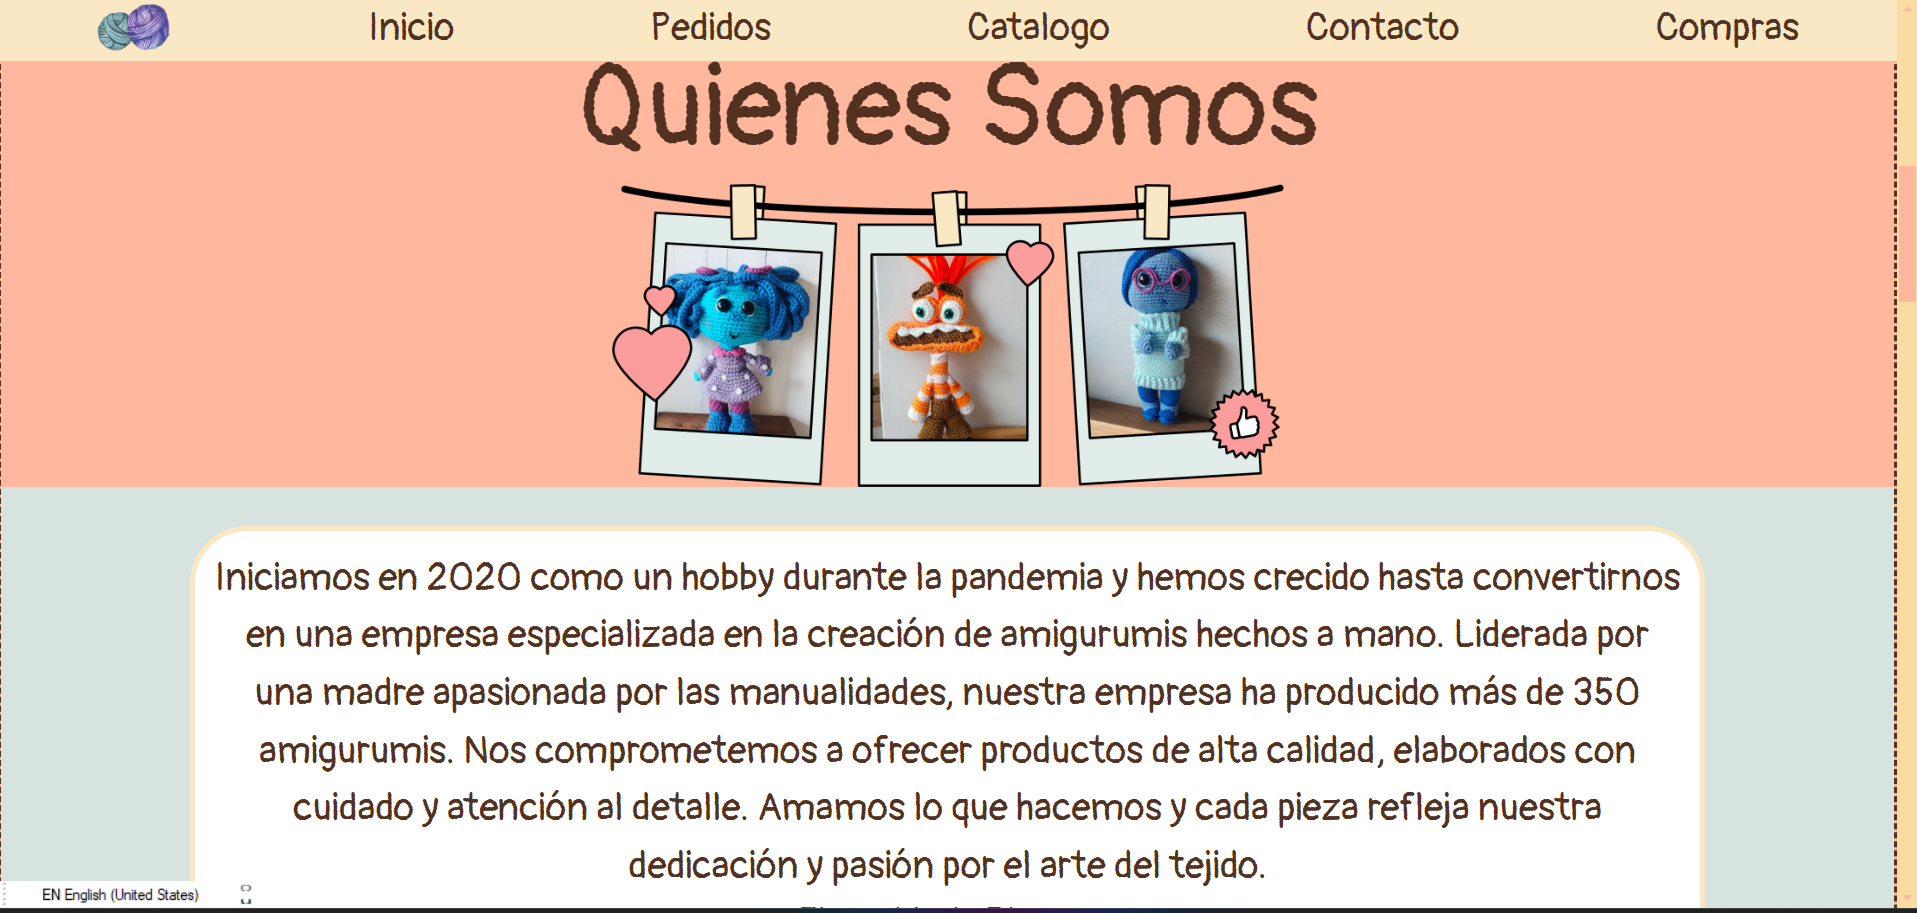 Inicio Pedidos Catalogo Contacto Compras
Quienes Somos
Iniciamos en 2020 como un hobby durante la pandemia y hemos crecido hasta convertirnos
en una empresa especializada en la creación de amigurumis hechos a mano. Liderada por
una madre apasionada por las manualidades, nuestra empresa ha producido más de 350
amigurumis. Nos comprometemos a ofrecer productos de alta calidad, elaborados con
cuidado y atención al detalle. Amamos lo que hacemos y cada pieza refleja nuestra
dedicación y pasión por el arte del tejido.
EN English (United States)